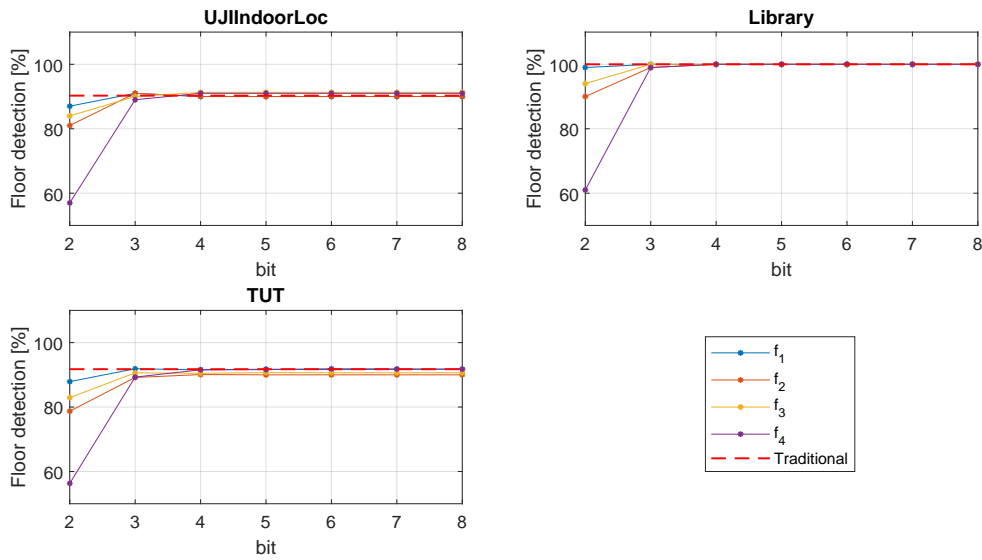 UJIIndoorLoc
Floor detection [%]
100
80
60
2 3 4 5 6 7 8
bit
Library
Floor detection [%]
100
80
60
2 3 4 5 6 7 8
bit
TUT
Floor detection [%]
100
80
60
2 3 4 5 6 7 8
bit
f1
f2
f3
f4
Traditional